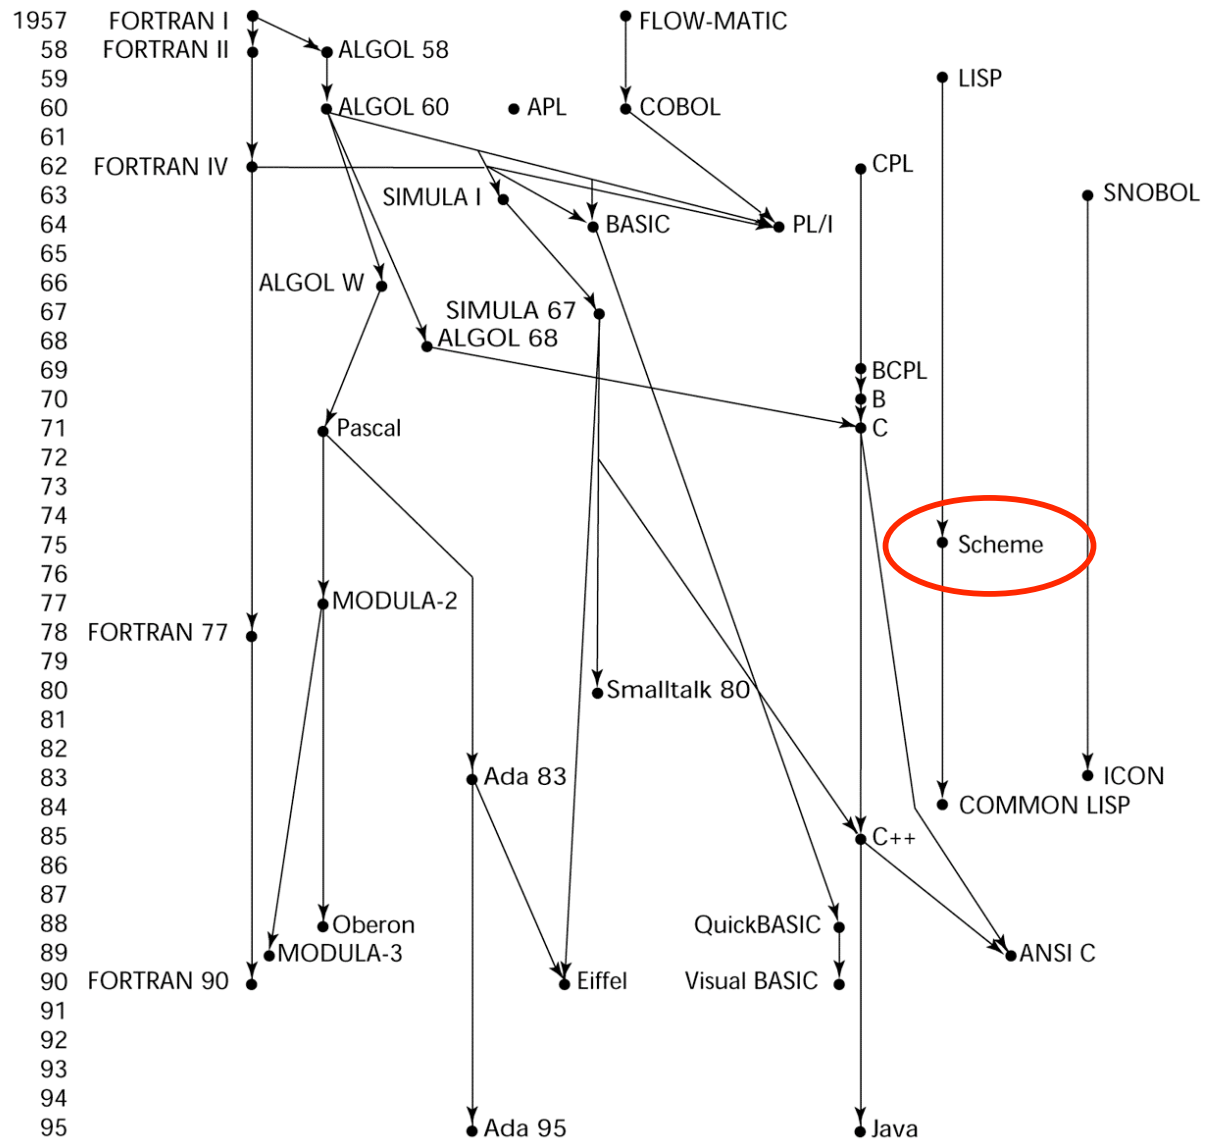 1957 FORTRAN I FLOW-MATIC
58 FORTRAN II ALGOL 58
59 LISP
60 ALGOL 60 APL COBOL
61
62 FORTRAN IV CPL
63 SIMULA I SNOBOL
64 BASIC PL/I
65
66 ALGOL W
67 SIMULA 67
68 ALGOL 68
69 BCPL
70 B
71 Pascal C
72
73
74
75 Scheme
76
77 MODULA-2
78 FORTRAN 77
79
80 Smalltalk 80
81
82
83 Ada 83 ICON
84 COMMON LISP
85 C++
86
87
88 Oberon QuickBASIC
89 MODULA-3 ANSI C
90 FORTRAN 90 Eiffel Visual BASIC
91
92
93
94
95 Ada 95 Java